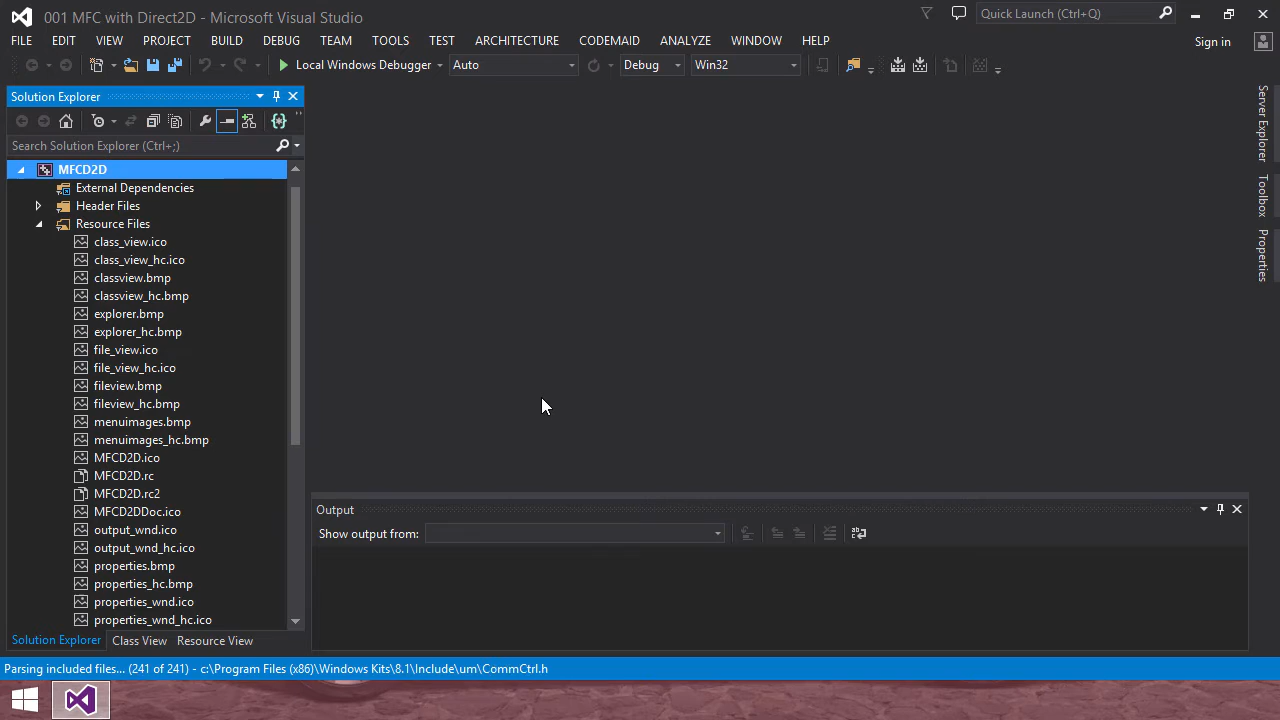 001 MFC with Direct2D - Microsoft Visual Studio
Quick Launch (Ctrl+Q)
FILE EDIT VIEW PROJECT BUILD DEBUG TEAM TOOLS TEST ARCHITECTURE CODEMAID ANALYZE WINDOW HELP
Sign in
Local Windows Debugger Auto Debug Win32
Solution Explorer
Search Solution Explorer (Ctrl+;)
MFCD2D
External Dependencies
Header Files
Resource Files
class_view.ico
class_view_hc.ico
classview.bmp
classview_hc.bmp
explorer.bmp
explorer_hc.bmp
file_view.ico
file_view_hc.ico
fileview.bmp
fileview_hc.bmp
menuimages.bmp
menuimages_hc.bmp
MFCD2D.ico
MFCD2D.rc
MFCD2D.rc2
MFCD2DDoc.ico
output_wnd.ico
output_wnd_hc.ico
properties.bmp
properties_hc.bmp
properties_wnd.ico
properties_wnd_hc.ico
Solution Explorer Class View Resource View
Output
Show output from:
Server Explorer
Toolbox
Properties
Parsing included files... (241 of 241) - c:\Program Files (x86)\Windows Kits\8.1\Include\um\CommCtrl.h